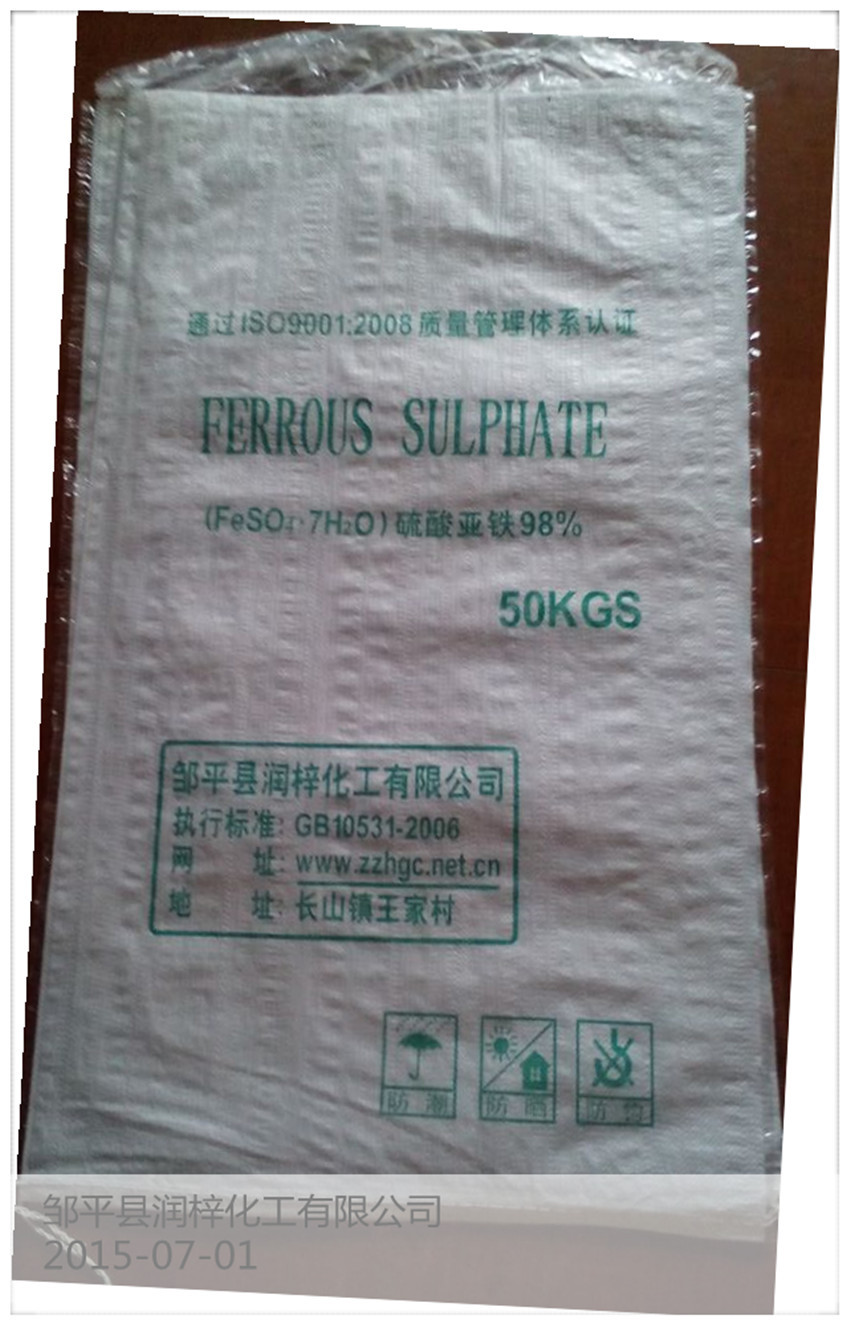 通过ISO9001:2008质量管理体系认证
FERROUS SULPHATE
(FeSO₄·7H₂O)硫酸亚铁98%
50KGS
邹平县润梓化工有限公司
执行标准: GB10531-2006
网 址: www.zzhgc.net.cn
地 址: 长山镇王家村
防 潮 防 晒 防 钩
邹平县润梓化工有限公司
2015-07-01